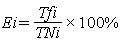 Ei = Tfi / TNi × 100%